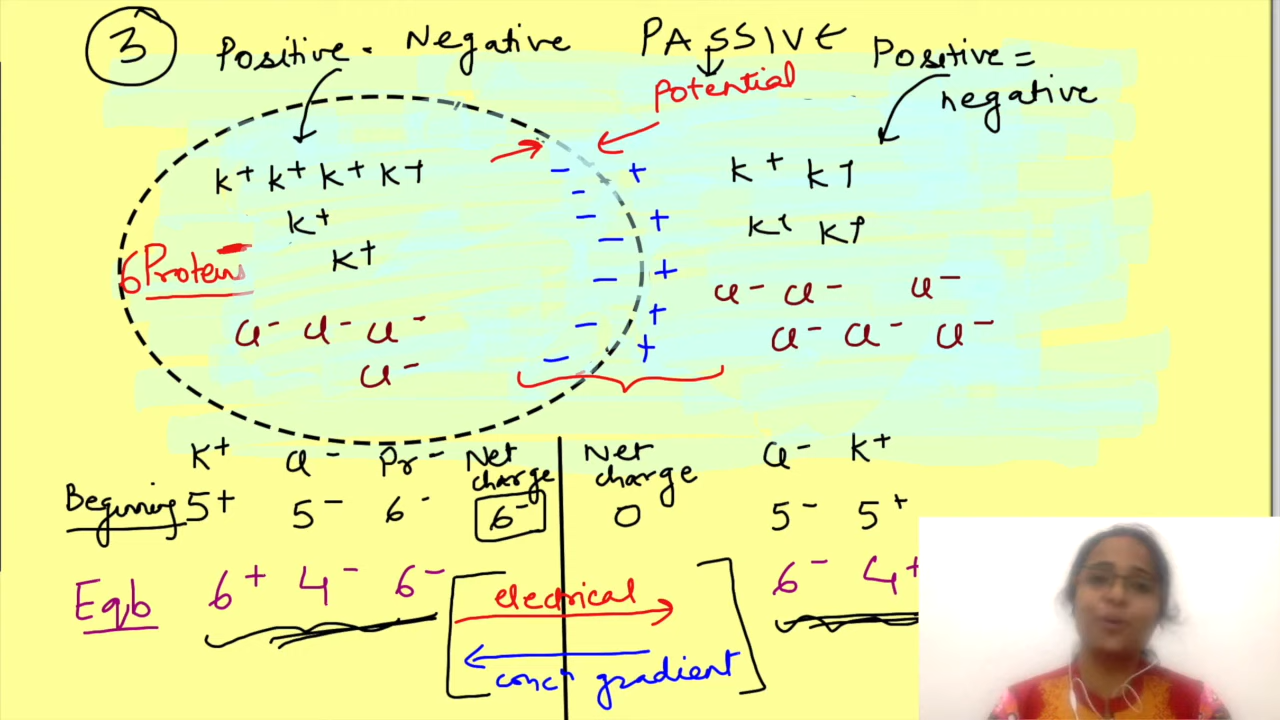 3
Positive - Negative
PASSIVE
Potential
Positive =
negative
K+ K+ K+ K+
K+
K+
6 Protein
Cl- Cl- Cl-
Cl-
- +
-
- +
-
- +
- +
- +
K+ K+
K+ K+
Cl- Cl- Cl-
Cl- Cl- Cl-
K+ Cl- Pr- Net charge
Net charge Cl- K+
Beginning 5+ 5- 6- 6- 0 5- 5+
Eqb 6+ 4- 6- 6- 4+
electrical
concn gradient